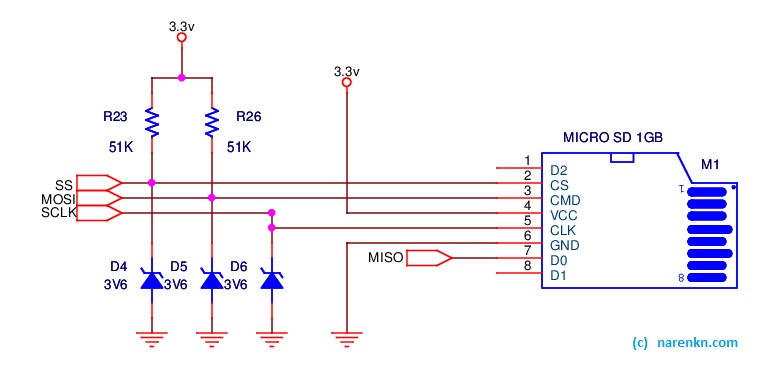 3.3v
3.3v
R23
R26
51K
51K
MICRO SD 1GB
M1
1
D2
2
CS
3
CMD
4
VCC
5
CLK
6
GND
7
D0
8
D1
1
8
SS
MOSI
SCLK
MISO
D4
D5
D6
3V6
3V6
3V6
(c) narenkn.com